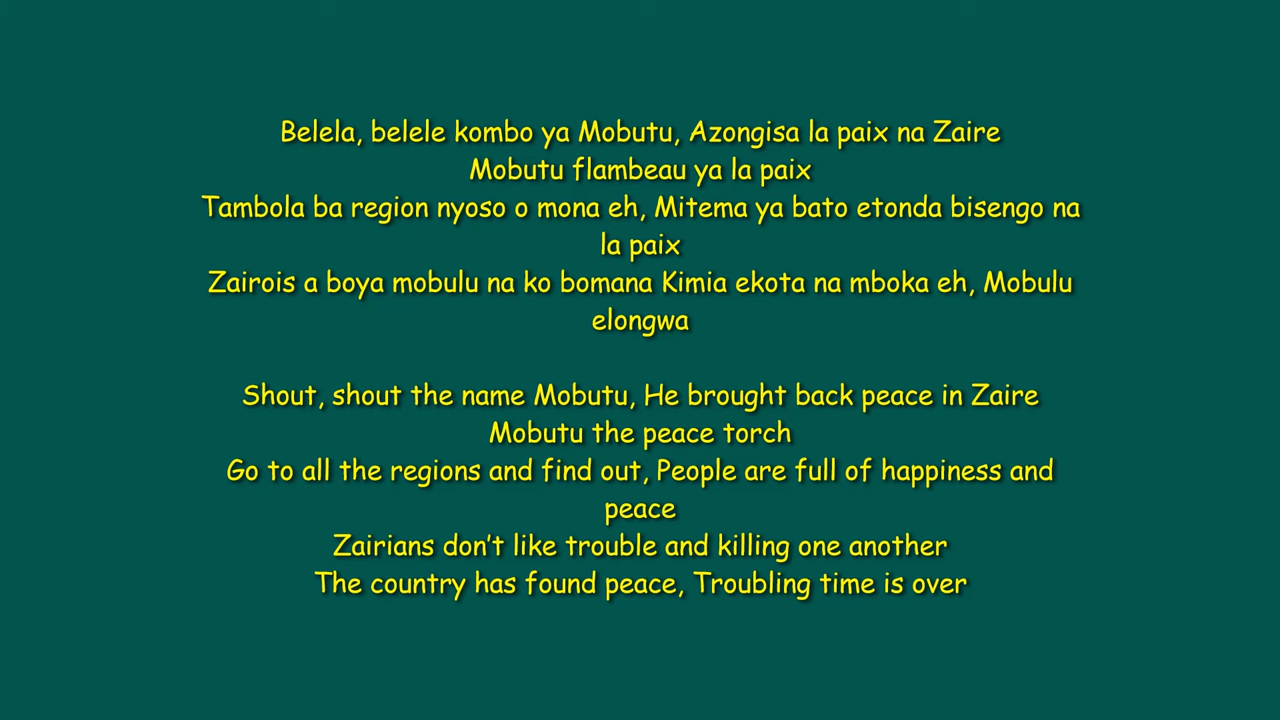 Belela, belele kombo ya Mobutu, Azongisa la paix na Zaire
Mobutu flambeau ya la paix
Tambola ba region nyoso o mona eh, Mitema ya bato etonda bisengo na
la paix
Zairois a boya mobulu na ko bomana Kimia ekota na mboka eh, Mobulu
elongwa
Shout, shout the name Mobutu, He brought back peace in Zaire
Mobutu the peace torch
Go to all the regions and find out, People are full of happiness and
peace
Zairians don’t like trouble and killing one another
The country has found peace, Troubling time is over